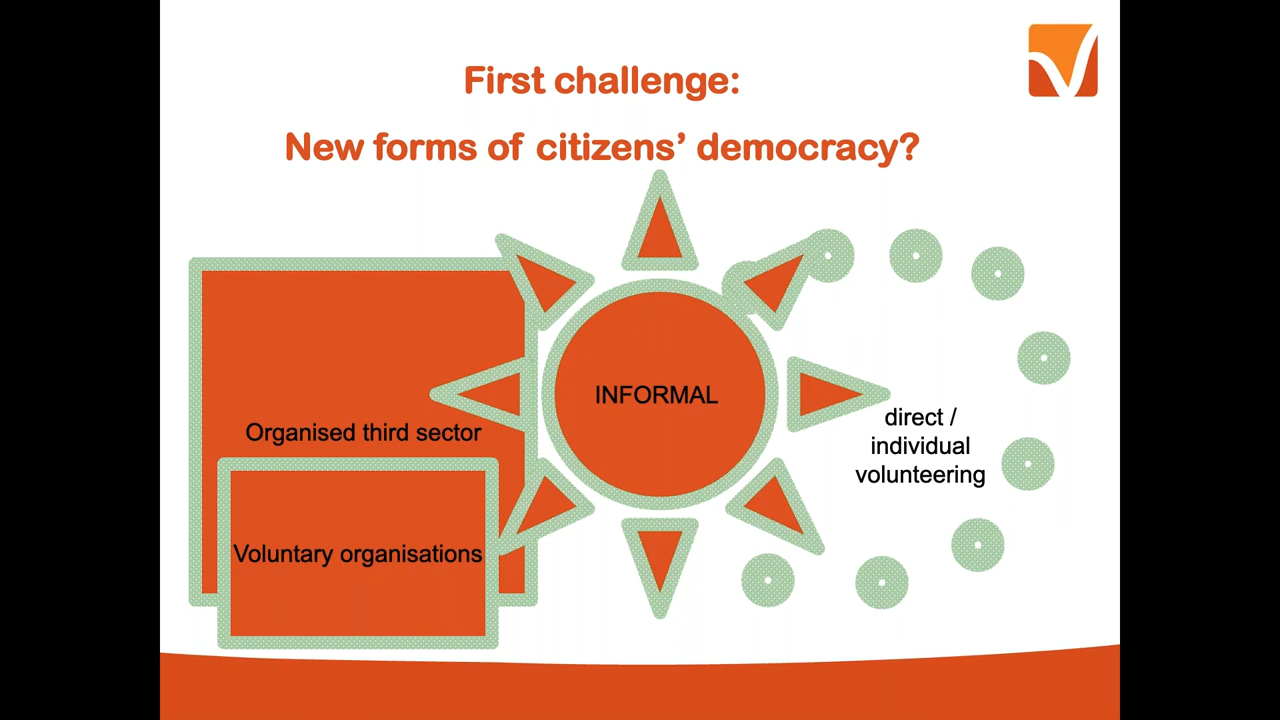 First challenge:
New forms of citizens’ democracy?
INFORMAL
Organised third sector
direct /
individual
volunteering
Voluntary organisations